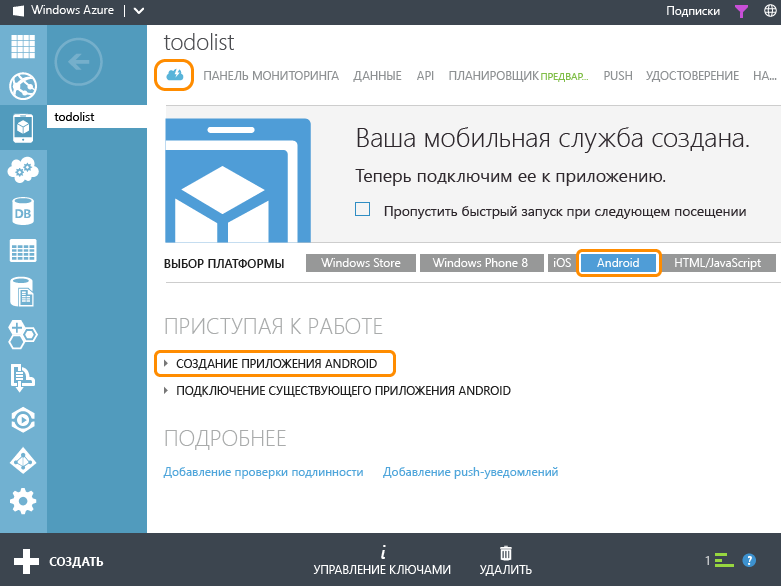 Windows Azure | Подписки
todolist
ПАНЕЛЬ МОНИТОРИНГА ДАННЫЕ API ПЛАНИРОВЩИК ПРЕДВАР... PUSH УДОСТОВЕРЕНИЕ НА...
todolist
Ваша мобильная служба создана.
Теперь подключим ее к приложению.
Пропустить быстрый запуск при следующем посещении
DB
ВЫБОР ПЛАТФОРМЫ Windows Store Windows Phone 8 iOS Android HTML/JavaScript
ПРИСТУПАЯ К РАБОТЕ
СОЗДАНИЕ ПРИЛОЖЕНИЯ ANDROID
ПОДКЛЮЧЕНИЕ СУЩЕСТВУЮЩЕГО ПРИЛОЖЕНИЯ ANDROID
ПОДРОБНЕЕ
Добавление проверки подлинности Добавление push-уведомлений
СОЗДАТЬ УПРАВЛЕНИЕ КЛЮЧАМИ УДАЛИТЬ 1 ?